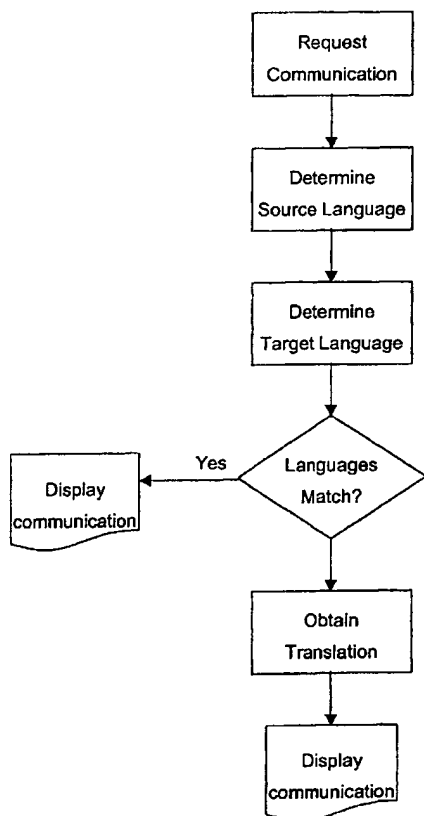 Request
Communication
Determine
Source Language
Determine
Target Language
Languages
Match?
Yes
Display
communication
Obtain
Translation
Display
communication